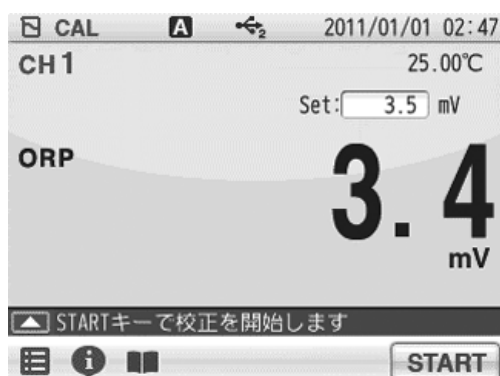 CAL A 2 2011/01/01 02:47
CH1 25.00℃
Set: 3.5 mV
ORP 3.4 mV
STARTキーで校正を開始します
START